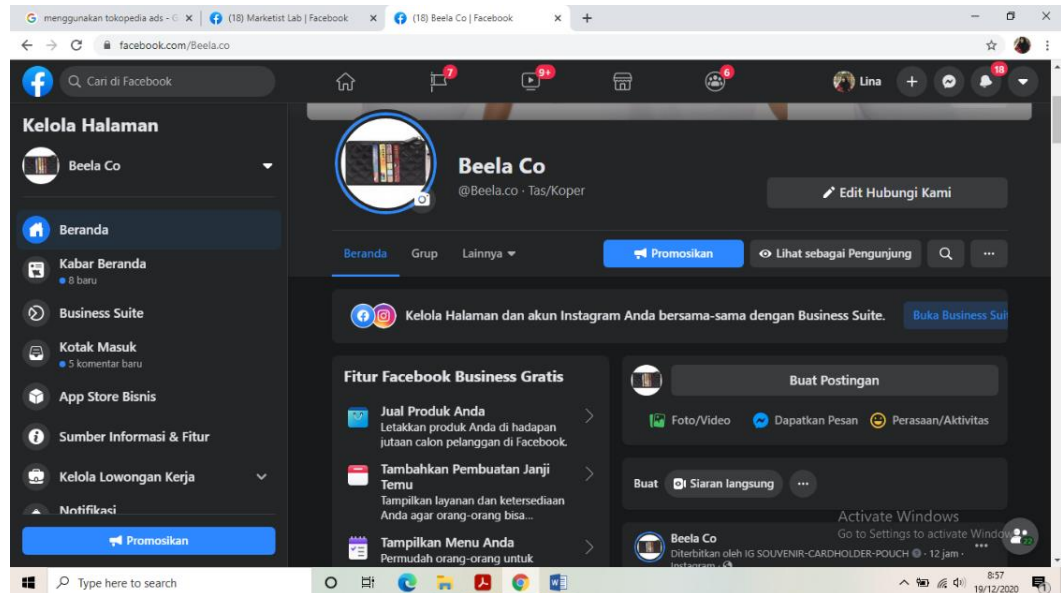 menggunakan tokopedia ads - G
(18) Marketist Lab | Facebook
(18) Beela Co | Facebook
facebook.com/Beela.co
Cari di Facebook
7
9+
6
Lina
18
Kelola Halaman
Beela Co
Beranda
Kabar Beranda
8 baru
Business Suite
Kotak Masuk
5 komentar baru
App Store Bisnis
Sumber Informasi & Fitur
Kelola Lowongan Kerja
Notifikasi
Promosikan
Beela Co
@Beela.co · Tas/Koper
Edit Hubungi Kami
Beranda Grup Lainnya
Promosikan
Lihat sebagai Pengunjung
Kelola Halaman dan akun Instagram Anda bersama-sama dengan Business Suite.
Buka Business Suit
Fitur Facebook Business Gratis
Jual Produk Anda
Letakkan produk Anda di hadapan
jutaan calon pelanggan di Facebook.
Tambahkan Pembuatan Janji
Temu
Tampilkan layanan dan ketersediaan
Anda agar orang-orang bisa...
Tampilkan Menu Anda
Permudah orang-orang untuk
Buat Postingan
Foto/Video Dapatkan Pesan Perasaan/Aktivitas
Buat Siaran langsung
Beela Co
Diterbitkan oleh IG SOUVENIR-CARDHOLDER-POUCH · 12 jam ·
Instagram ·
Activate Windows
Go to Settings to activate Window
22
Type here to search
8:57
19/12/2020
1